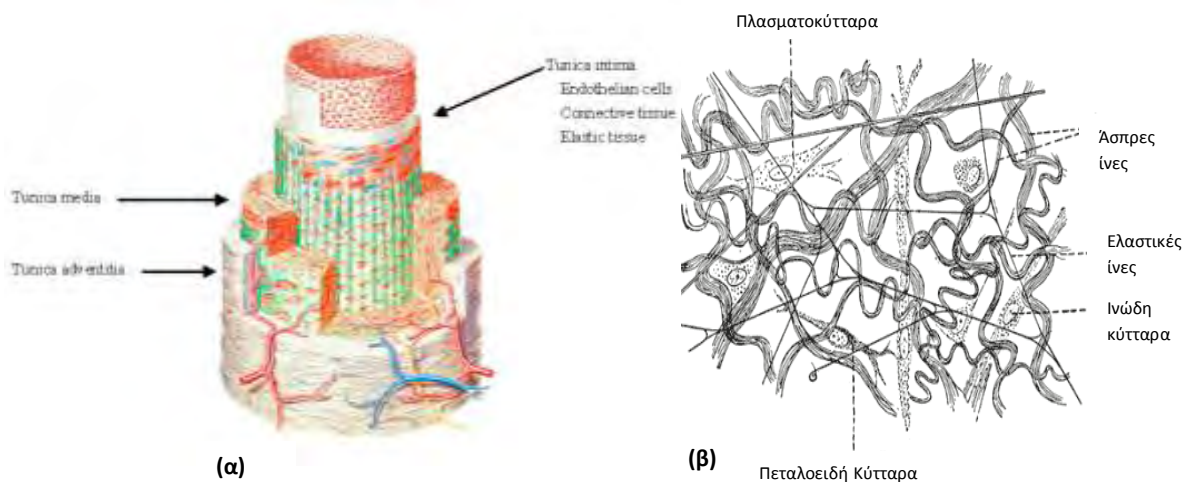 Tunica intima
Endothelian cells
Connective tissue
Elastic tissue
Tunica media
Tunica adventitia
(α)
Πλασματοκύτταρα
Άσπρες
ίνες
Ελαστικές
ίνες
Ινώδη
κύτταρα
(β)
Πεταλοειδή Κύτταρα